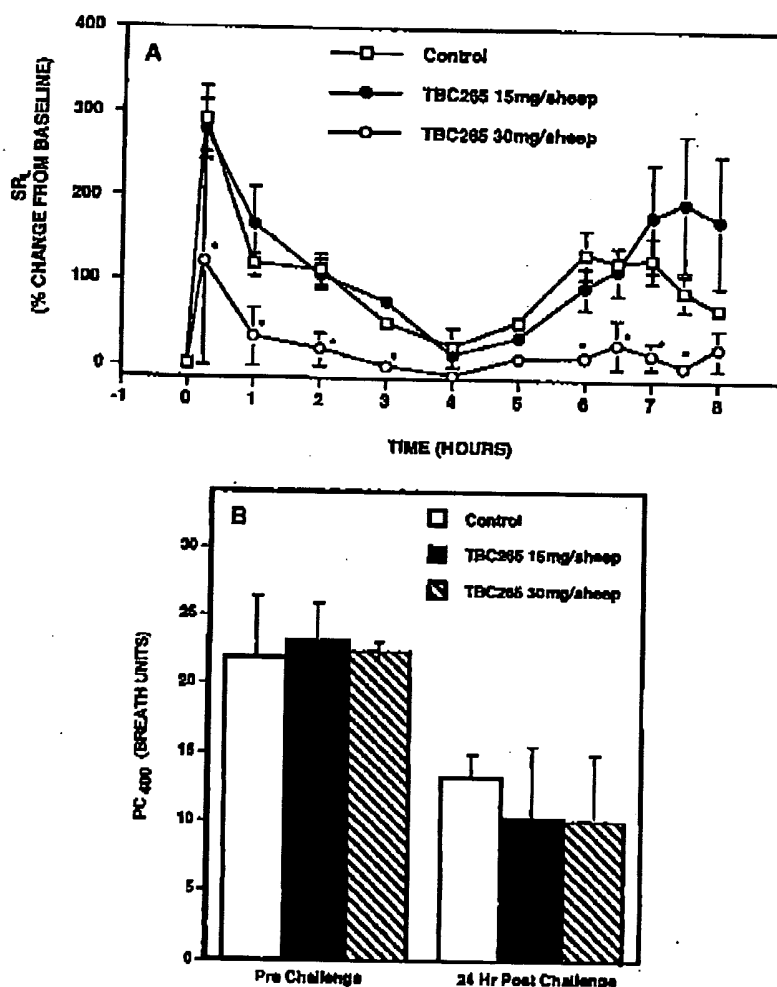 A
Control
TBC265 15mg/sheep
TBC265 30mg/sheep
SRL
(% CHANGE FROM BASELINE)
400
300
200
100
0
-1 0 1 2 3 4 5 6 7 8
TIME (HOURS)
B
Control
TBC265 15mg/sheep
TBC265 30mg/sheep
PC400 (BREATH UNITS)
30
25
20
15
10
5
0
Pre Challenge 24 Hr Post Challenge